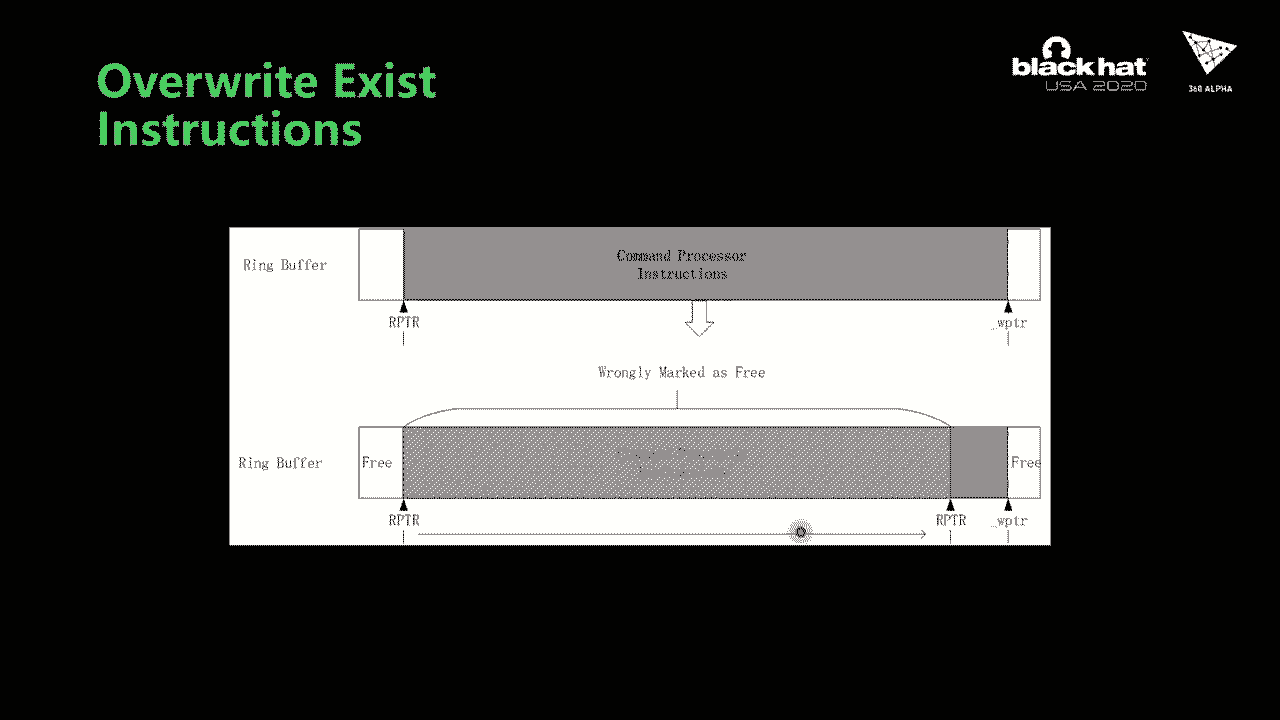 Overwrite Exist
Instructions
black hat
USA 2020
360 ALPHA
Ring Buffer
Command Processor
Instructions
RPTR
_wptr
Wrongly Marked as Free
Ring Buffer
Free
Free
RPTR
RPTR
_wptr